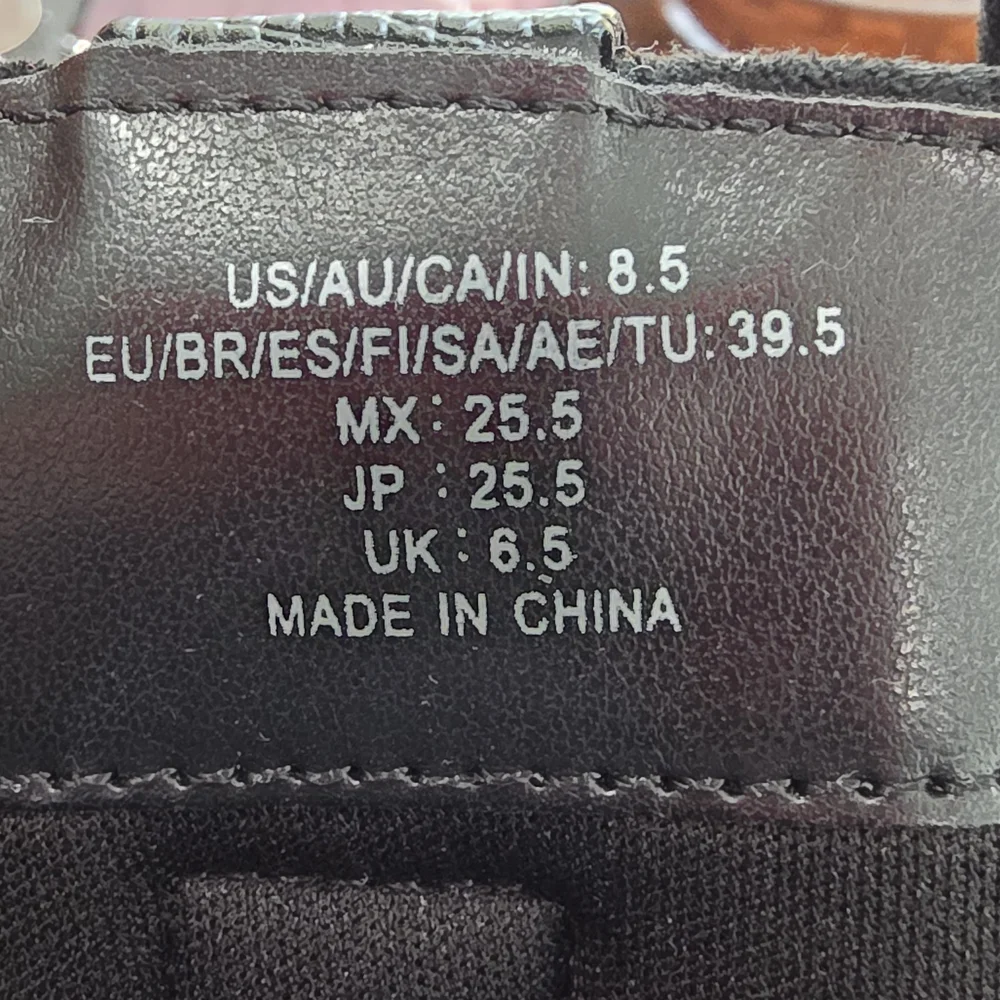 US/AU/CA/IN: 8.5
EU/BR/ES/FI/SA/AE/TU: 39.5
MX: 25.5
JP : 25.5
UK: 6.5
MADE IN CHINA